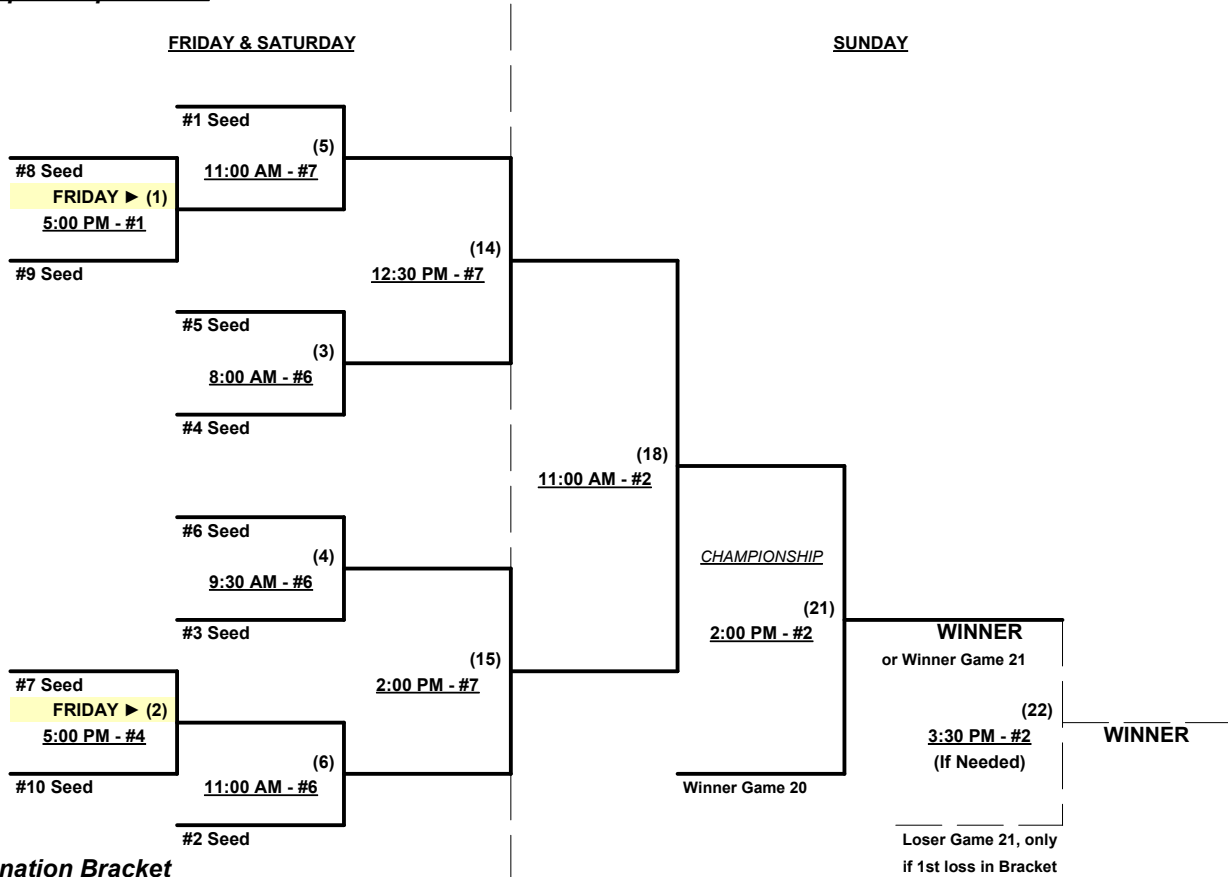 FRIDAY & SATURDAY
SUNDAY
#1 Seed
(5)
11:00 AM - #7
#8 Seed
FRIDAY ► (1)
5:00 PM - #1
#9 Seed
(14)
12:30 PM - #7
#5 Seed
(3)
8:00 AM - #6
#4 Seed
(18)
11:00 AM - #2
#6 Seed
(4)
9:30 AM - #6
#3 Seed
CHAMPIONSHIP
(21)
2:00 PM - #2
WINNER
or Winner Game 21
(15)
2:00 PM - #7
#7 Seed
FRIDAY ► (2)
5:00 PM - #4
#10 Seed
(22)
3:30 PM - #2
(If Needed)
WINNER
(6)
11:00 AM - #6
#2 Seed
Winner Game 20
Loser Game 21, only
if 1st loss in Bracket
nation Bracket